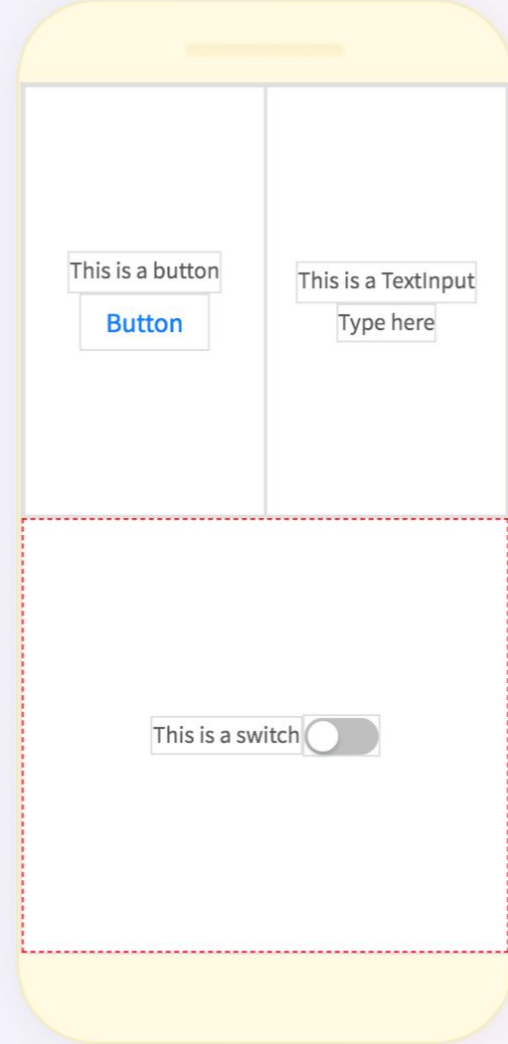 This is a button
Button
This is a TextInput
Type here
This is a switch